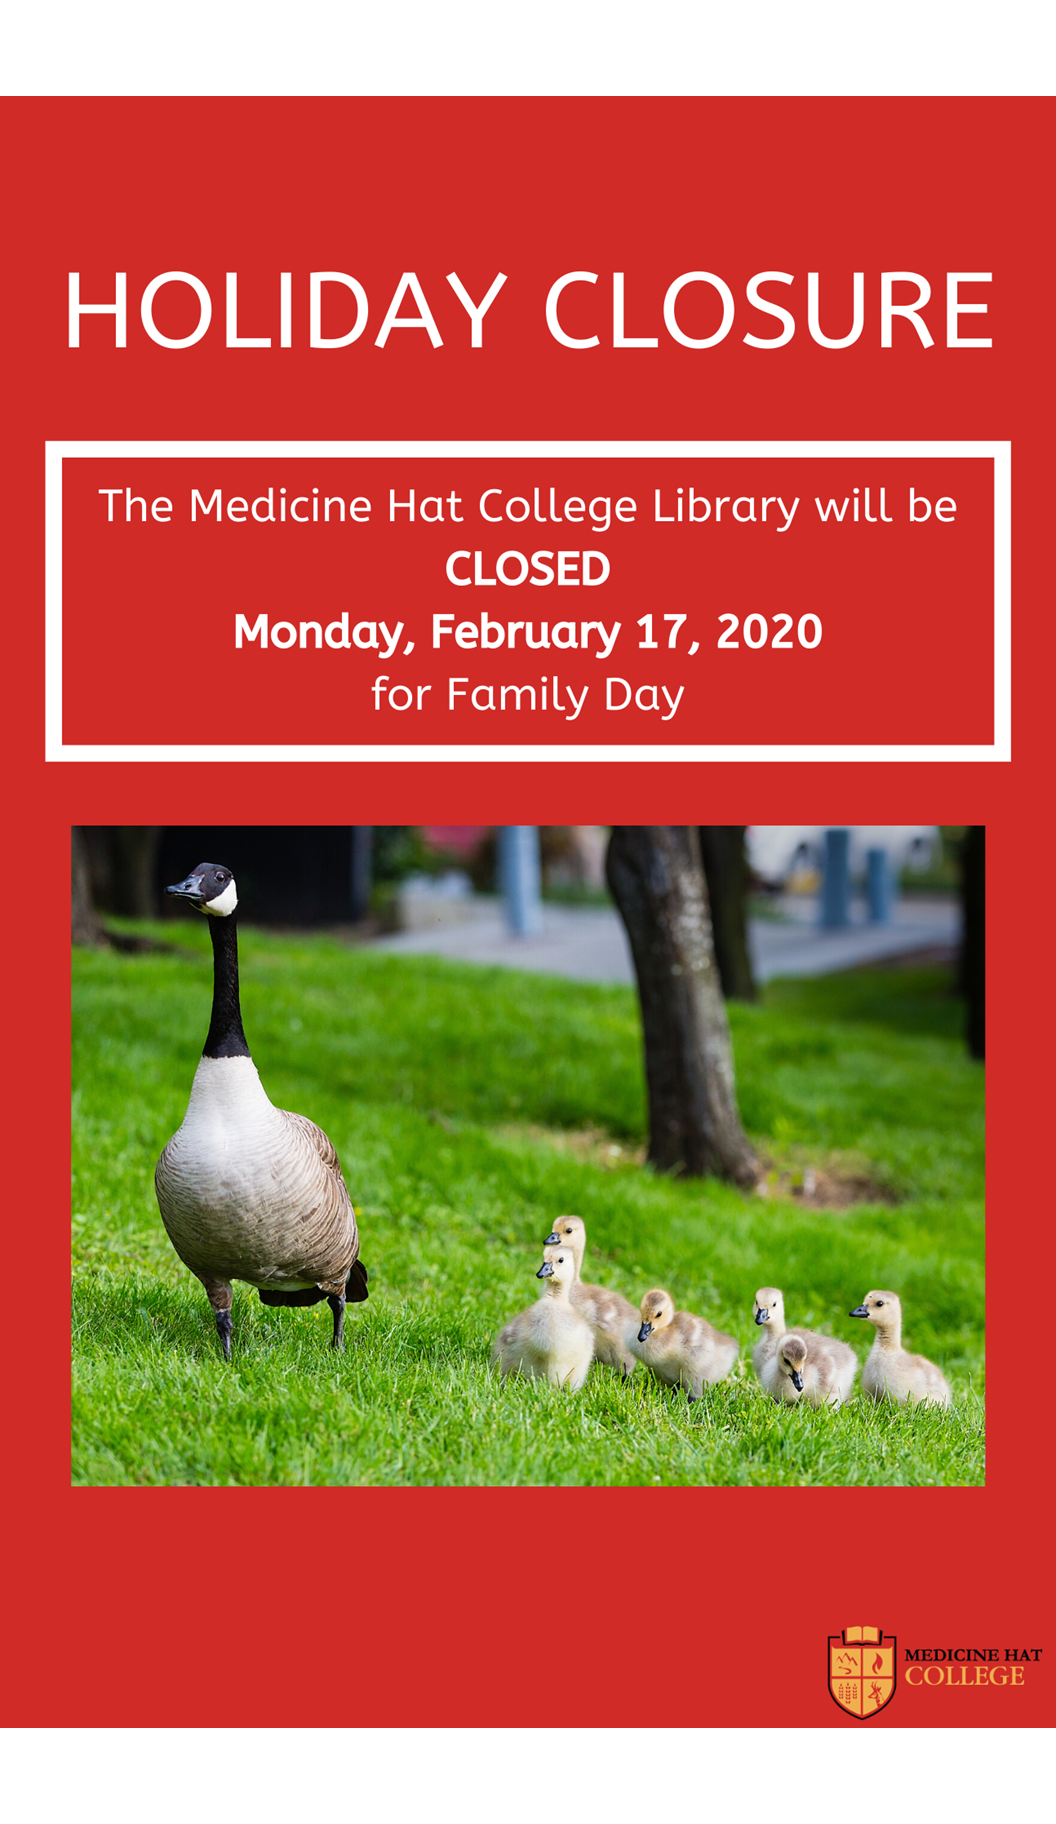 HOLIDAY CLOSURE
The Medicine Hat College Library will be
CLOSED
Monday, February 17, 2020
for Family Day
MEDICINE HAT
COLLEGE